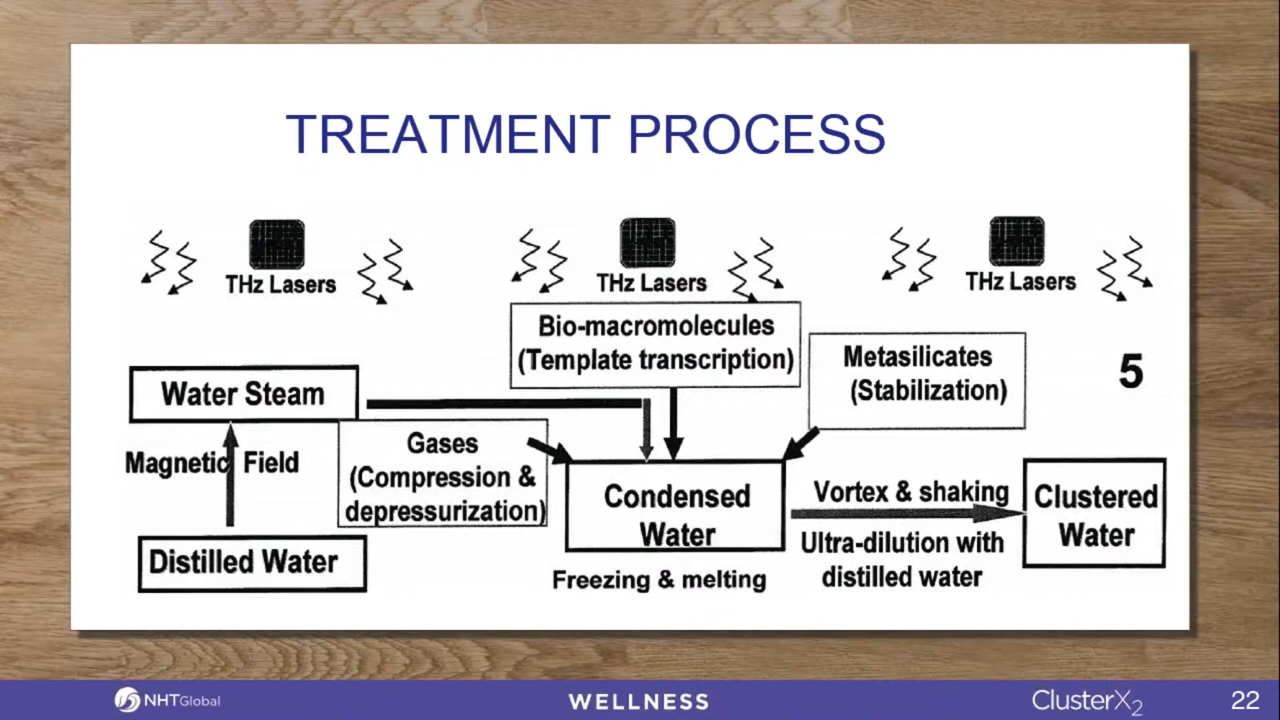 TREATMENT PROCESS
THz Lasers
THz Lasers
THz Lasers
Bio-macromolecules
(Template transcription)
Metasilicates
(Stabilization)
5
Water Steam
Magnetic Field
Gases
(Compression &
depressurization)
Distilled Water
Condensed
Water
Freezing & melting
Vortex & shaking
Ultra-dilution with
distilled water
Clustered
Water
NHTGlobal
WELLNESS
ClusterX2
22